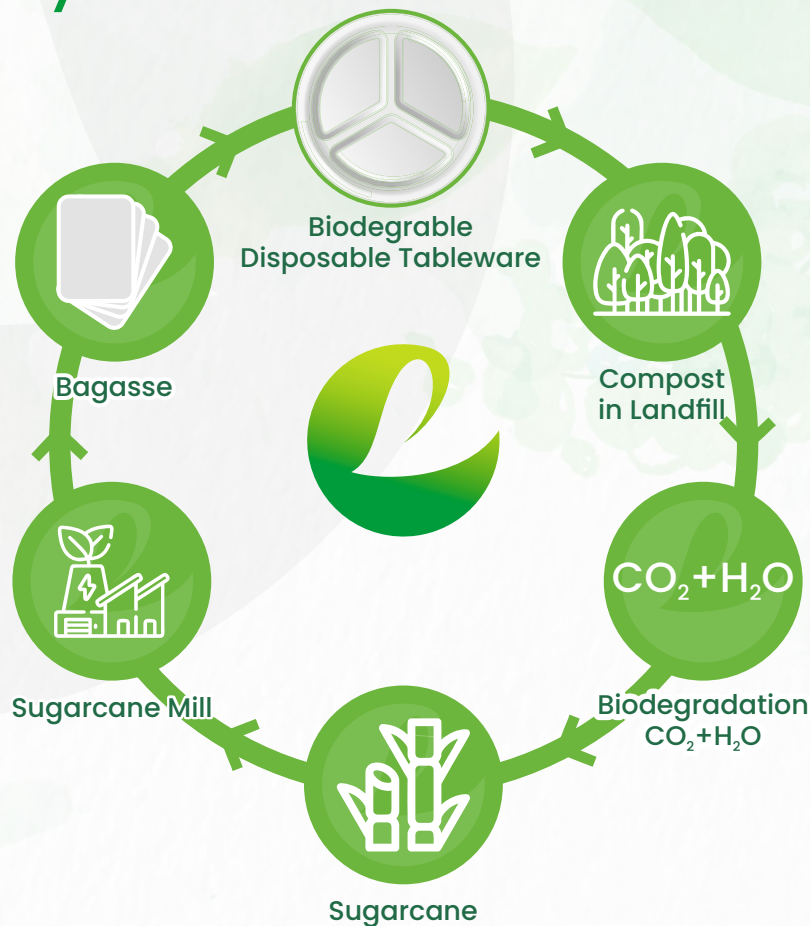 Biodegrable
Disposable Tableware
Bagasse
Compost
in Landfill
CO₂+H₂O
Sugarcane Mill
Biodegradation
CO₂+H₂O
Sugarcane